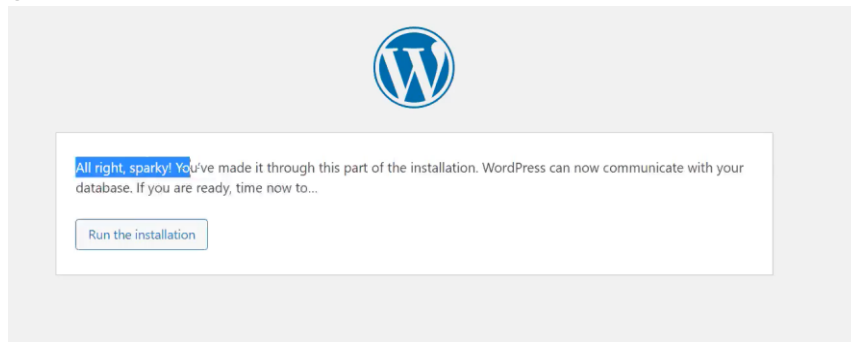 All right, sparky! You've made it through this part of the installation. WordPress can now communicate with your
database. If you are ready, time now to...
Run the installation